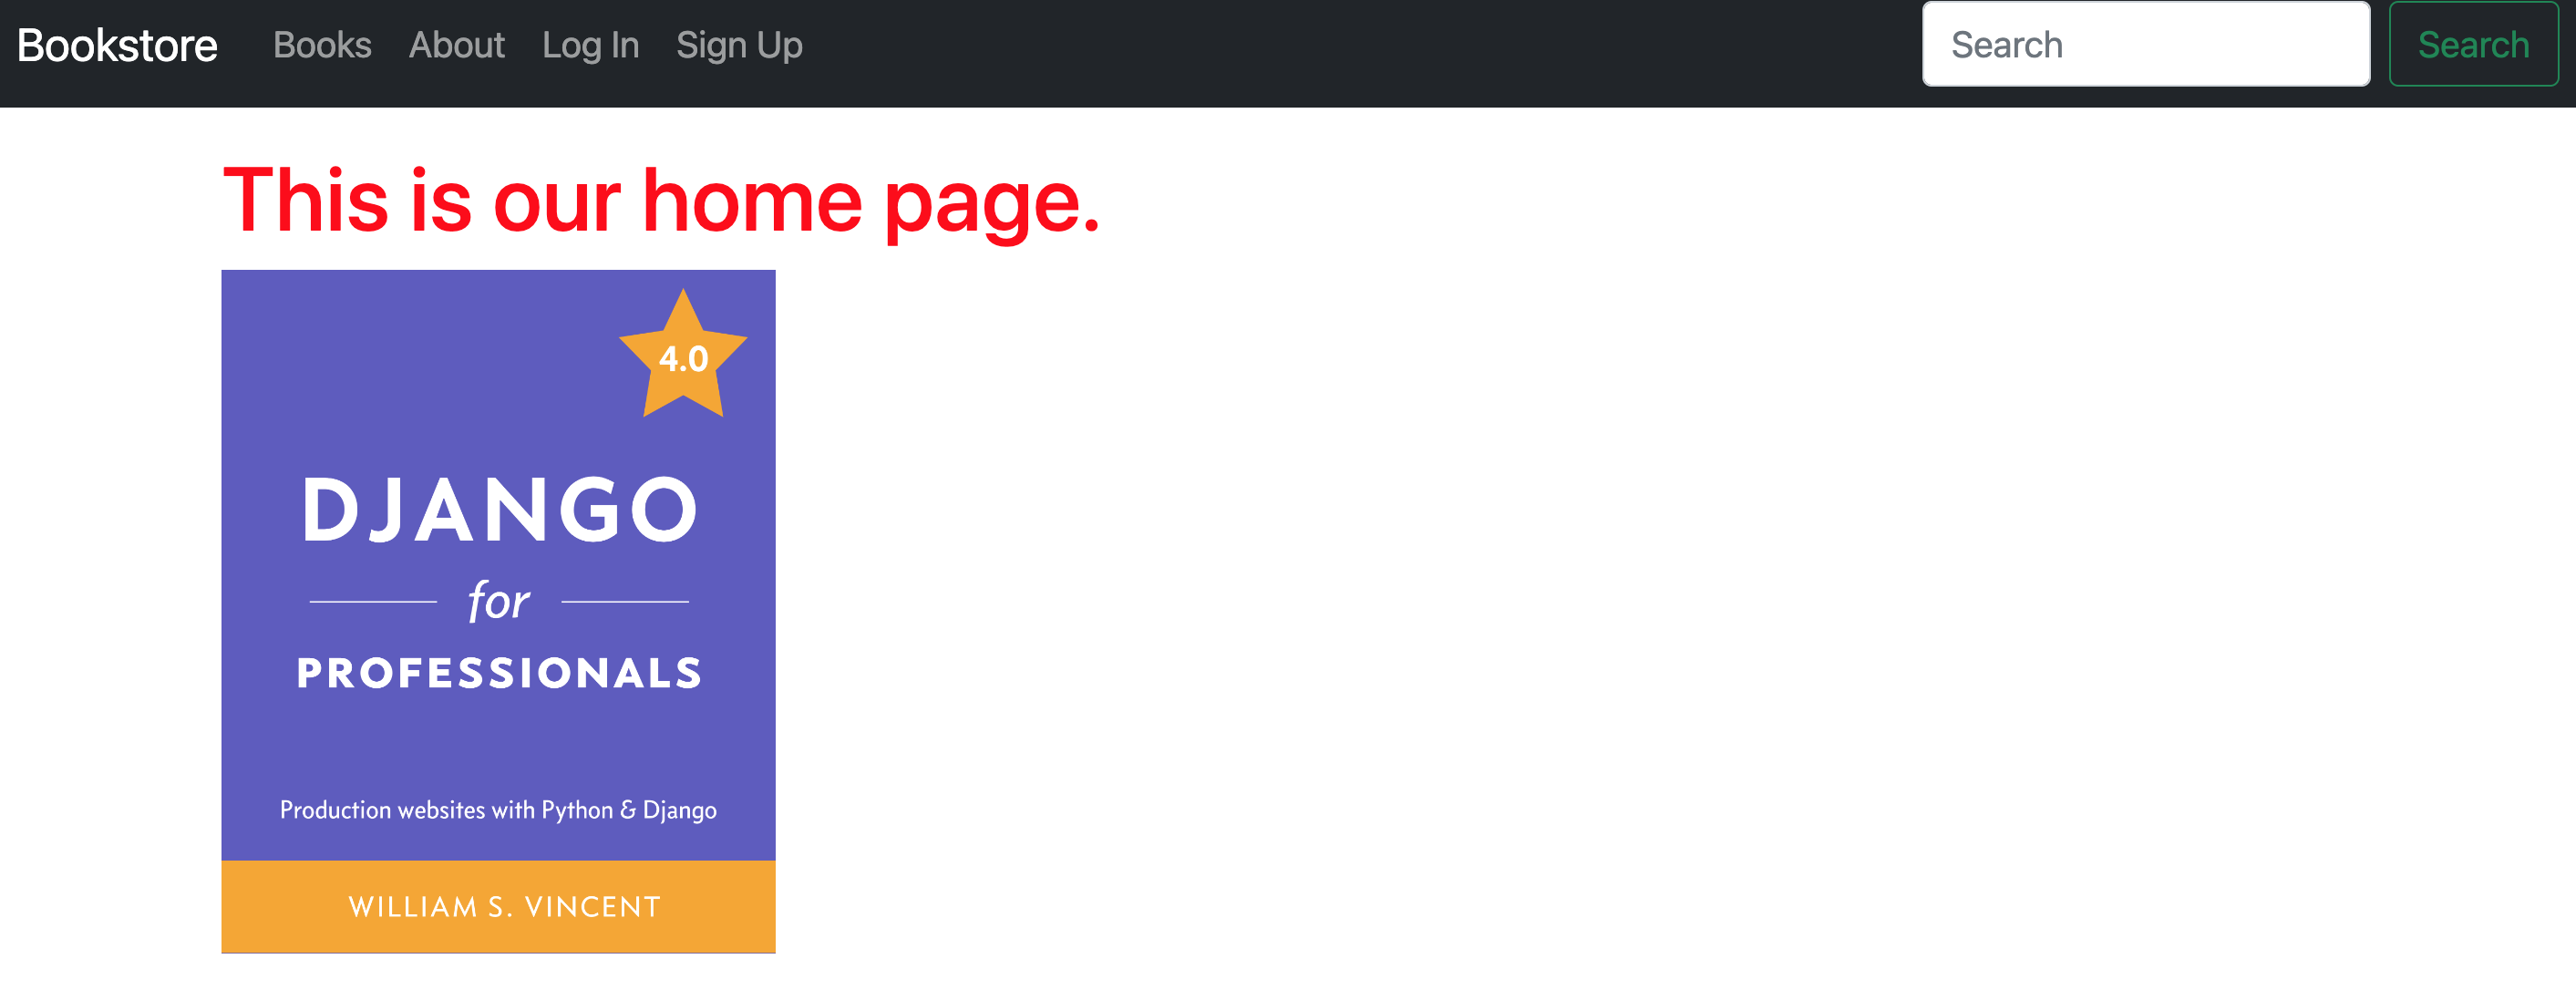 Bookstore Books About Log In Sign Up Search Search
This is our home page.
4.0
DJANGO
for
PROFESSIONALS
Production websites with Python & Django
WILLIAM S. VINCENT